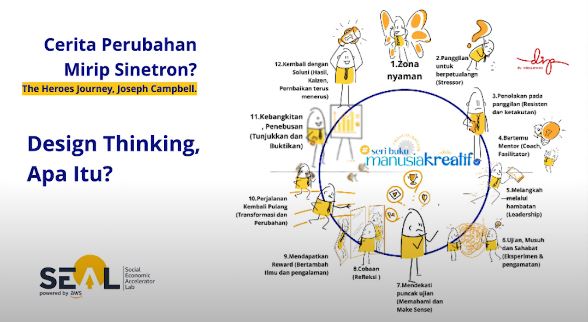 Cerita Perubahan
Mirip Sinetron?
The Heroes Journey, Joseph Campbell.
Design Thinking,
Apa Itu?
SEAL
powered by aws
Social
Economic
Accelerator
Lab
1.Zona
nyaman
2.Panggilan
untuk
berpetualangn
(Stressor)
3.Penolakan pada
panggilan (Resisten
dan ketakutan)
4.Bertemu
Mentor (Coach,
Fasilitator)
5.Melangkah
melalui
hambatan
(Leadership)
6.Ujian, Musuh
dan Sahabat
(Eksperimen &
pengamatan)
7.Mendekati
puncak ujian
(Memahami dan
Make Sense)
8.Cobaan
(Refleksi )
9.Mendapatkan
Reward (Bertambah
Ilmu dan pengalaman)
10.Perjalanan
Kembali Pulang
(Transformasi dan
Perubahan)
11.Kebangkitan
, Penebusan
(Tunjukkan dan
Buktikan)
12.Kembali dengan
Solusi (Hasil,
Kaizen,
Pernbaikan terus
menerus)
#seri buku
manusiakreatif